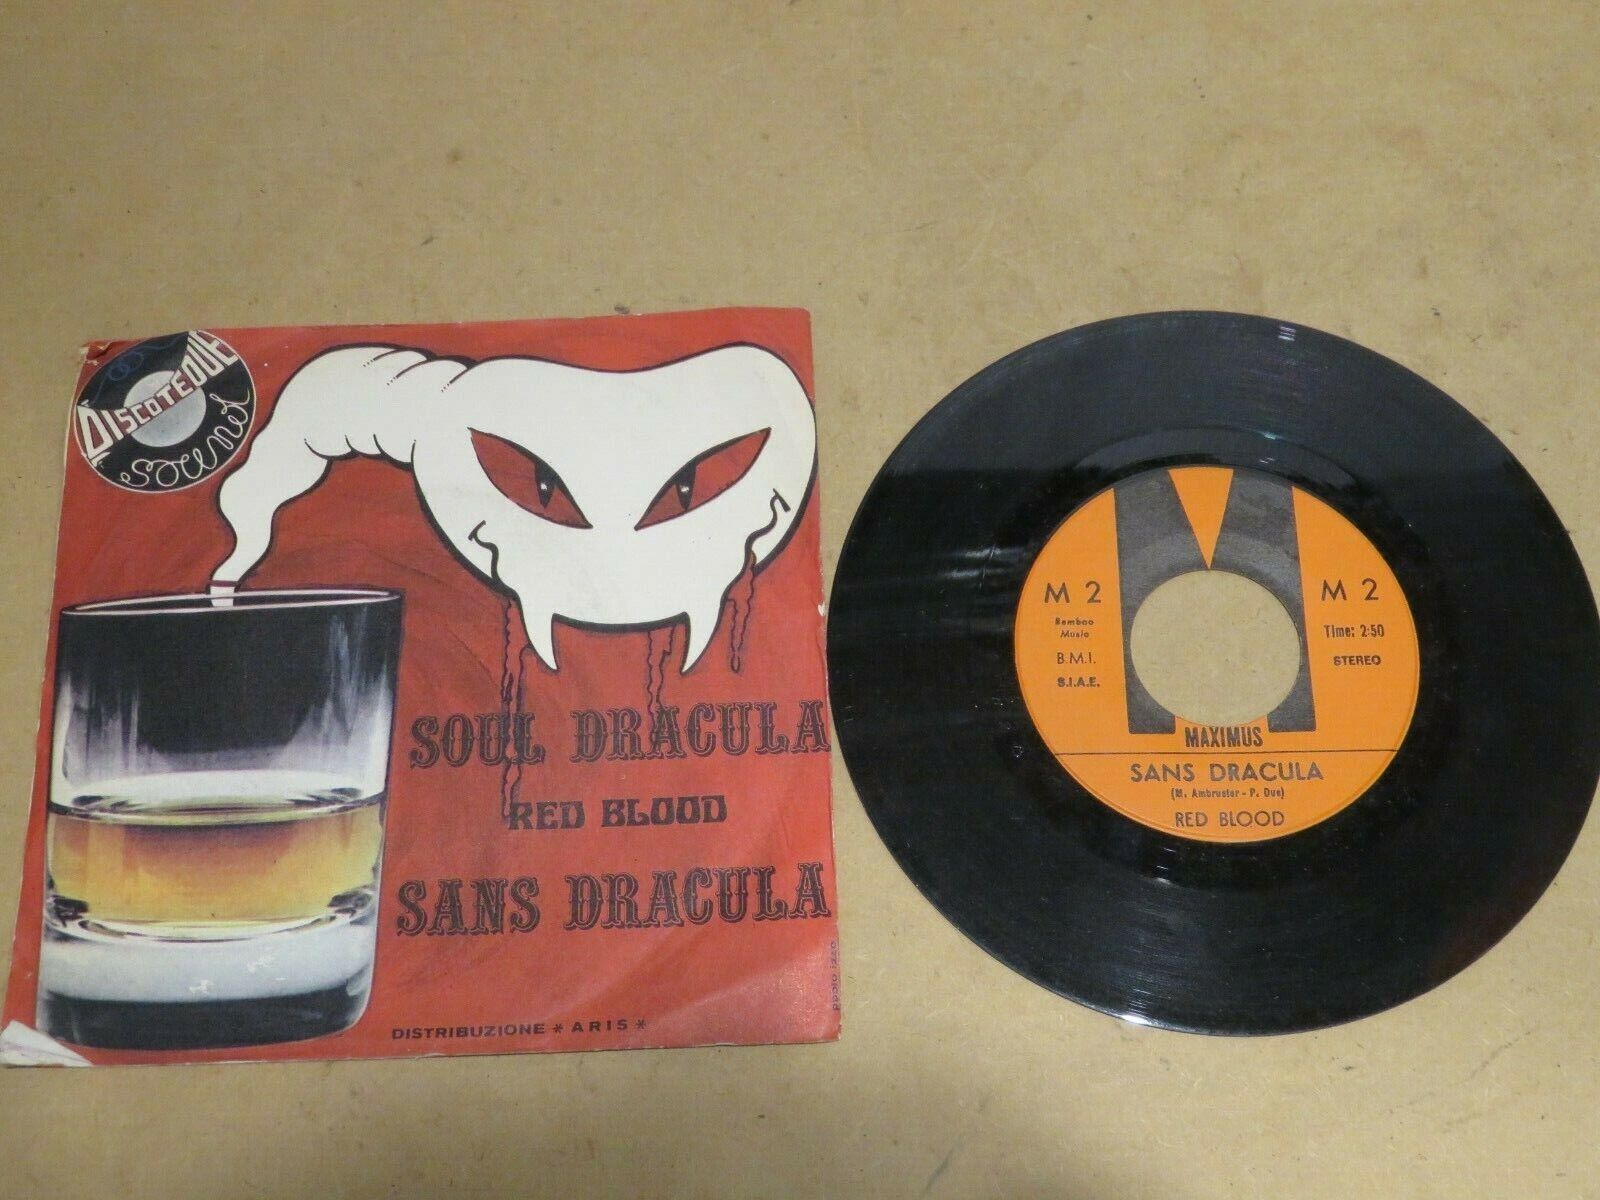 DISCOTEQUE
sound
SOUL DRACULA
RED BLOOD
SANS DRACULA
DISTRIBUZIONE * ARIS *
M 2
M 2
Bamboo
Music
Time: 2:50
B.M.I.
STEREO
S.I.A.E.
MAXIMUS
SANS DRACULA
(M. Ambruster - P. Due)
RED BLOOD